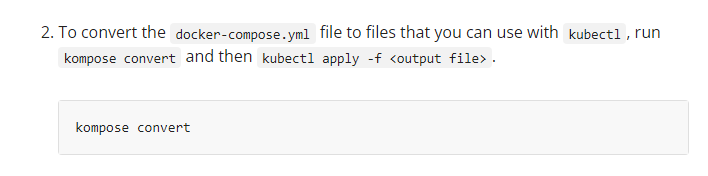 2. To convert the docker-compose.yml file to files that you can use with kubectl , run
kompose convert and then kubectl apply -f <output file> .
kompose convert